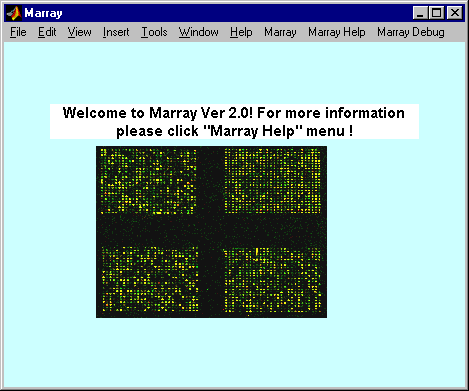 Marray
File Edit View Insert Tools Window Help Marray Marray Help Marray Debug
Welcome to Marray Ver 2.0! For more information
please click "Marray Help" menu !